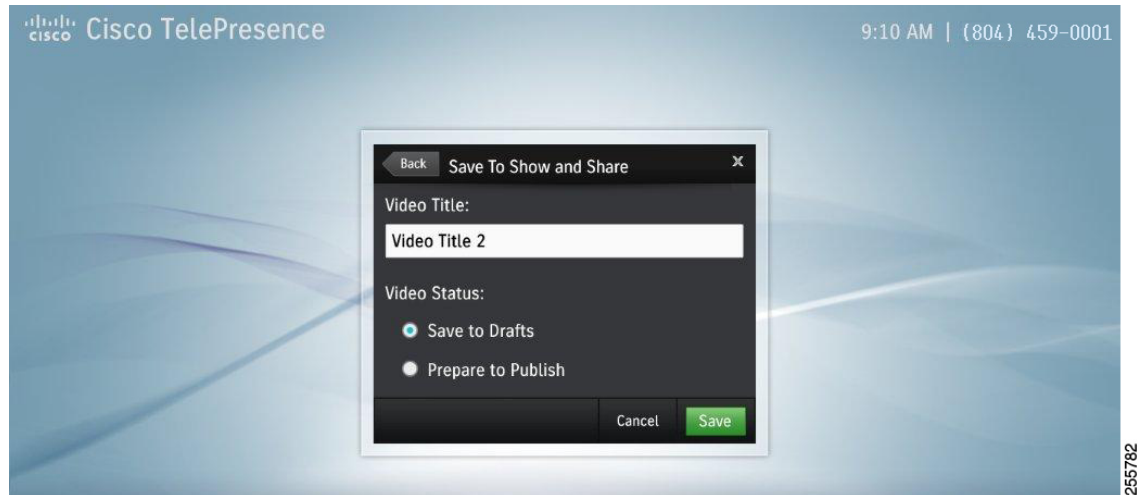 cisco Cisco TelePresence
9:10 AM | (804) 459-0001
Back Save To Show and Share x
Video Title:
Video Title 2
Video Status:
Save to Drafts
Prepare to Publish
Cancel Save
255782